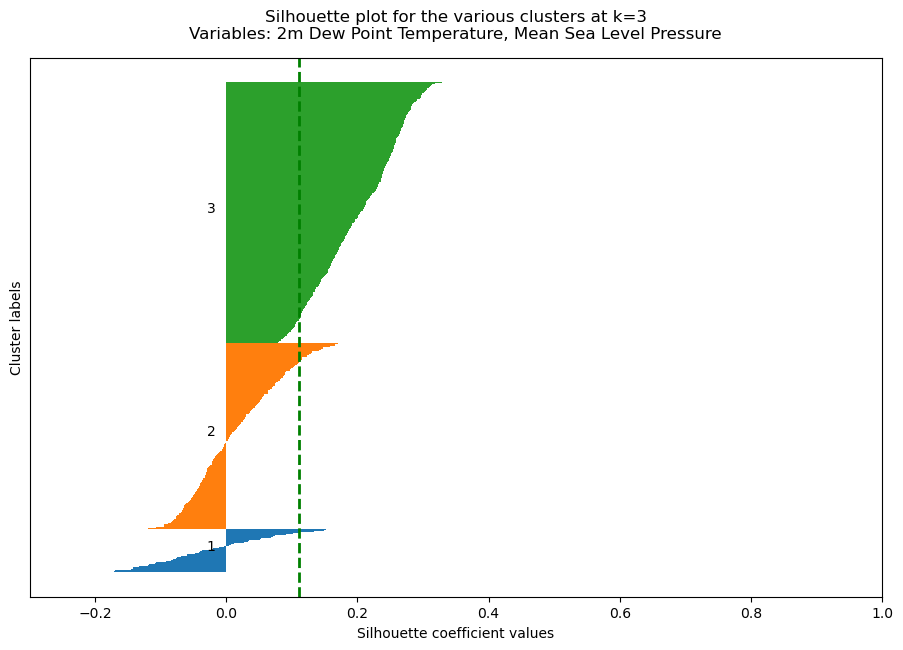 Silhouette plot for the various clusters at k=3
Variables: 2m Dew Point Temperature, Mean Sea Level Pressure
Cluster labels
3
2
1
−0.2 0.0 0.2 0.4 0.6 0.8 1.0
Silhouette coefficient values